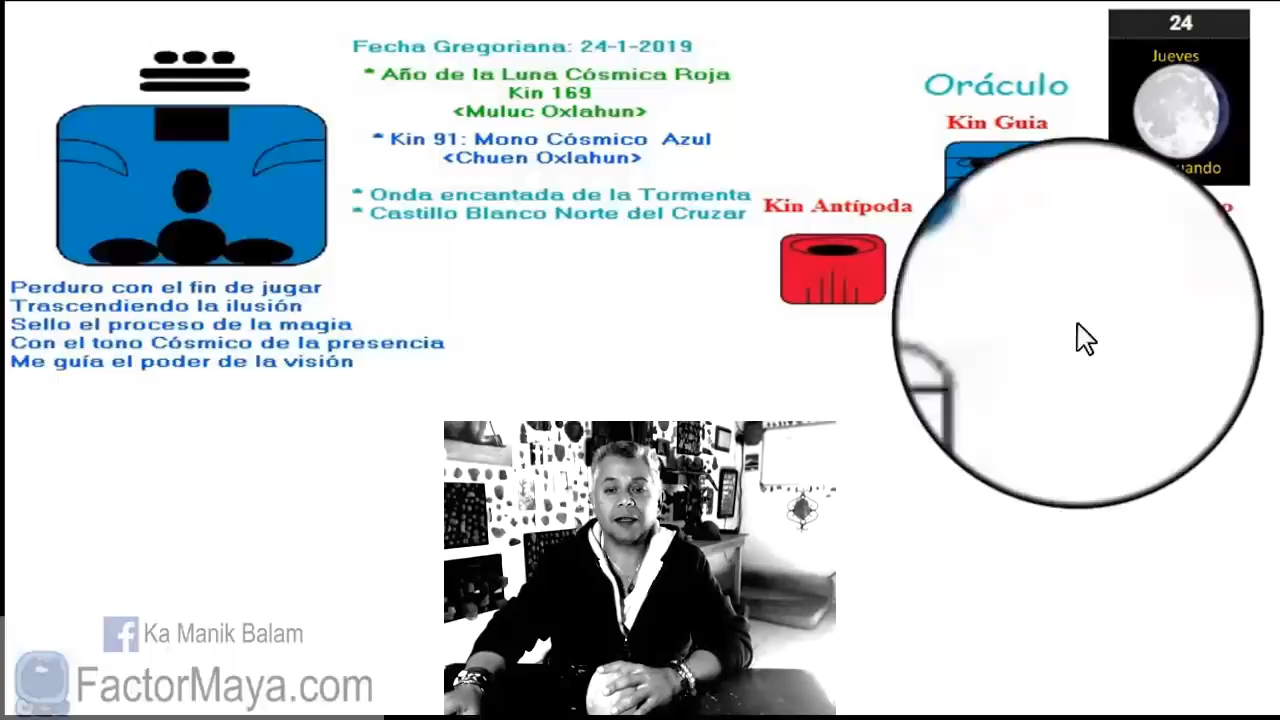 Fecha Gregoriana: 24-1-2019
* Año de la Luna Cósmica Roja
Kin 169
<Muluc Oxlahun>
* Kin 91: Mono Cósmico Azul
<Chuen Oxlahun>
* Onda encantada de la Tormenta
* Castillo Blanco Norte del Cruzar
Perduro con el fin de jugar
Trascendiendo la ilusión
Sello el proceso de la magia
Con el tono Cósmico de la presencia
Me guía el poder de la visión
Oráculo
Kin Guia
Kin Antípoda
24
Jueves
Ka Manik Balam
FactorMaya.com